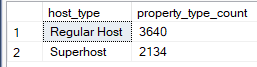 host_type property_type_count
1 Regular Host 3640
2 Superhost 2134